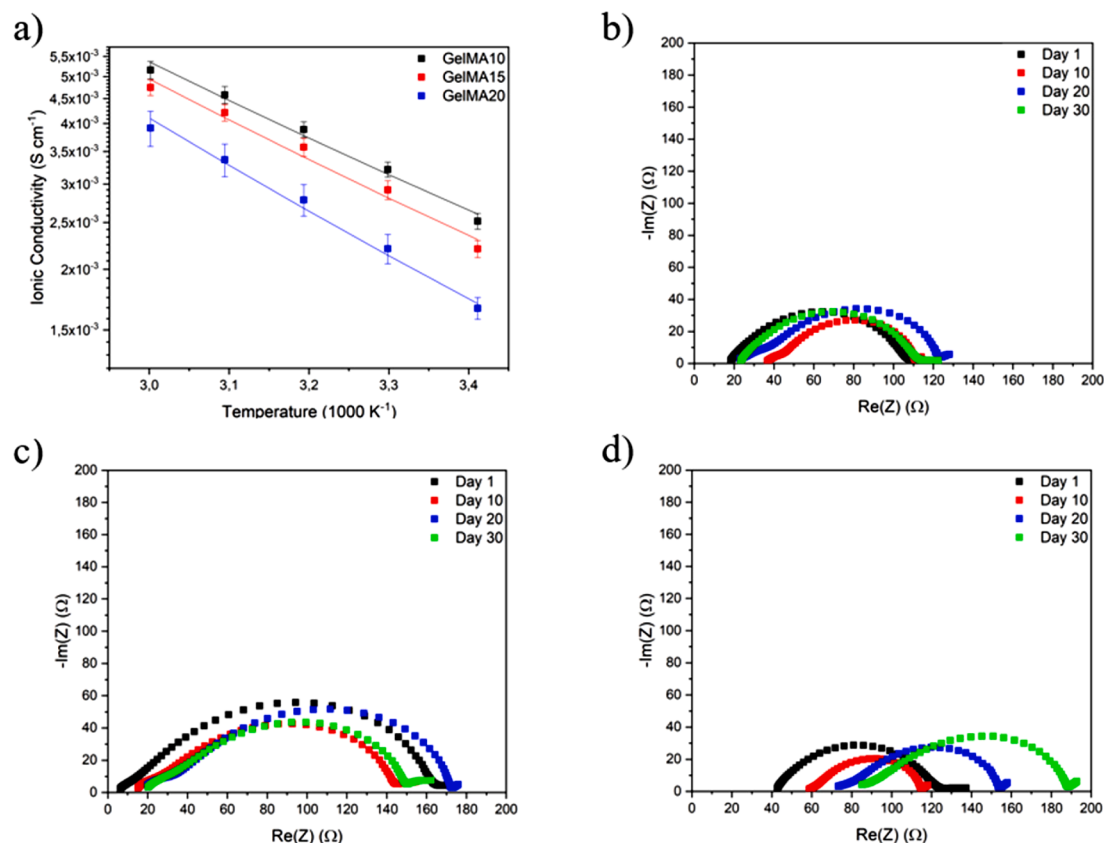 a)
5,5x10⁻³
5x10⁻³
4,5x10⁻³
4x10⁻³
3,5x10⁻³
3x10⁻³
2,5x10⁻³
2x10⁻³
1,5x10⁻³
Ionic Conductivity (S cm⁻¹)
GelMA10
GelMA15
GelMA20
3,0 3,1 3,2 3,3 3,4
Temperature (1000 K⁻¹)
b)
200
180
160
140
120
100
80
60
40
20
0
-Im(Z) (Ω)
Day 1
Day 10
Day 20
Day 30
0 20 40 60 80 100 120 140 160 180 200
Re(Z) (Ω)
c)
200
180
160
140
120
100
80
60
40
20
0
-Im(Z) (Ω)
Day 1
Day 10
Day 20
Day 30
0 20 40 60 80 100 120 140 160 180 200
Re(Z) (Ω)
d)
200
180
160
140
120
100
80
60
40
20
0
-Im(Z) (Ω)
Day 1
Day 10
Day 20
Day 30
0 20 40 60 80 100 120 140 160 180 200
Re(Z) (Ω)